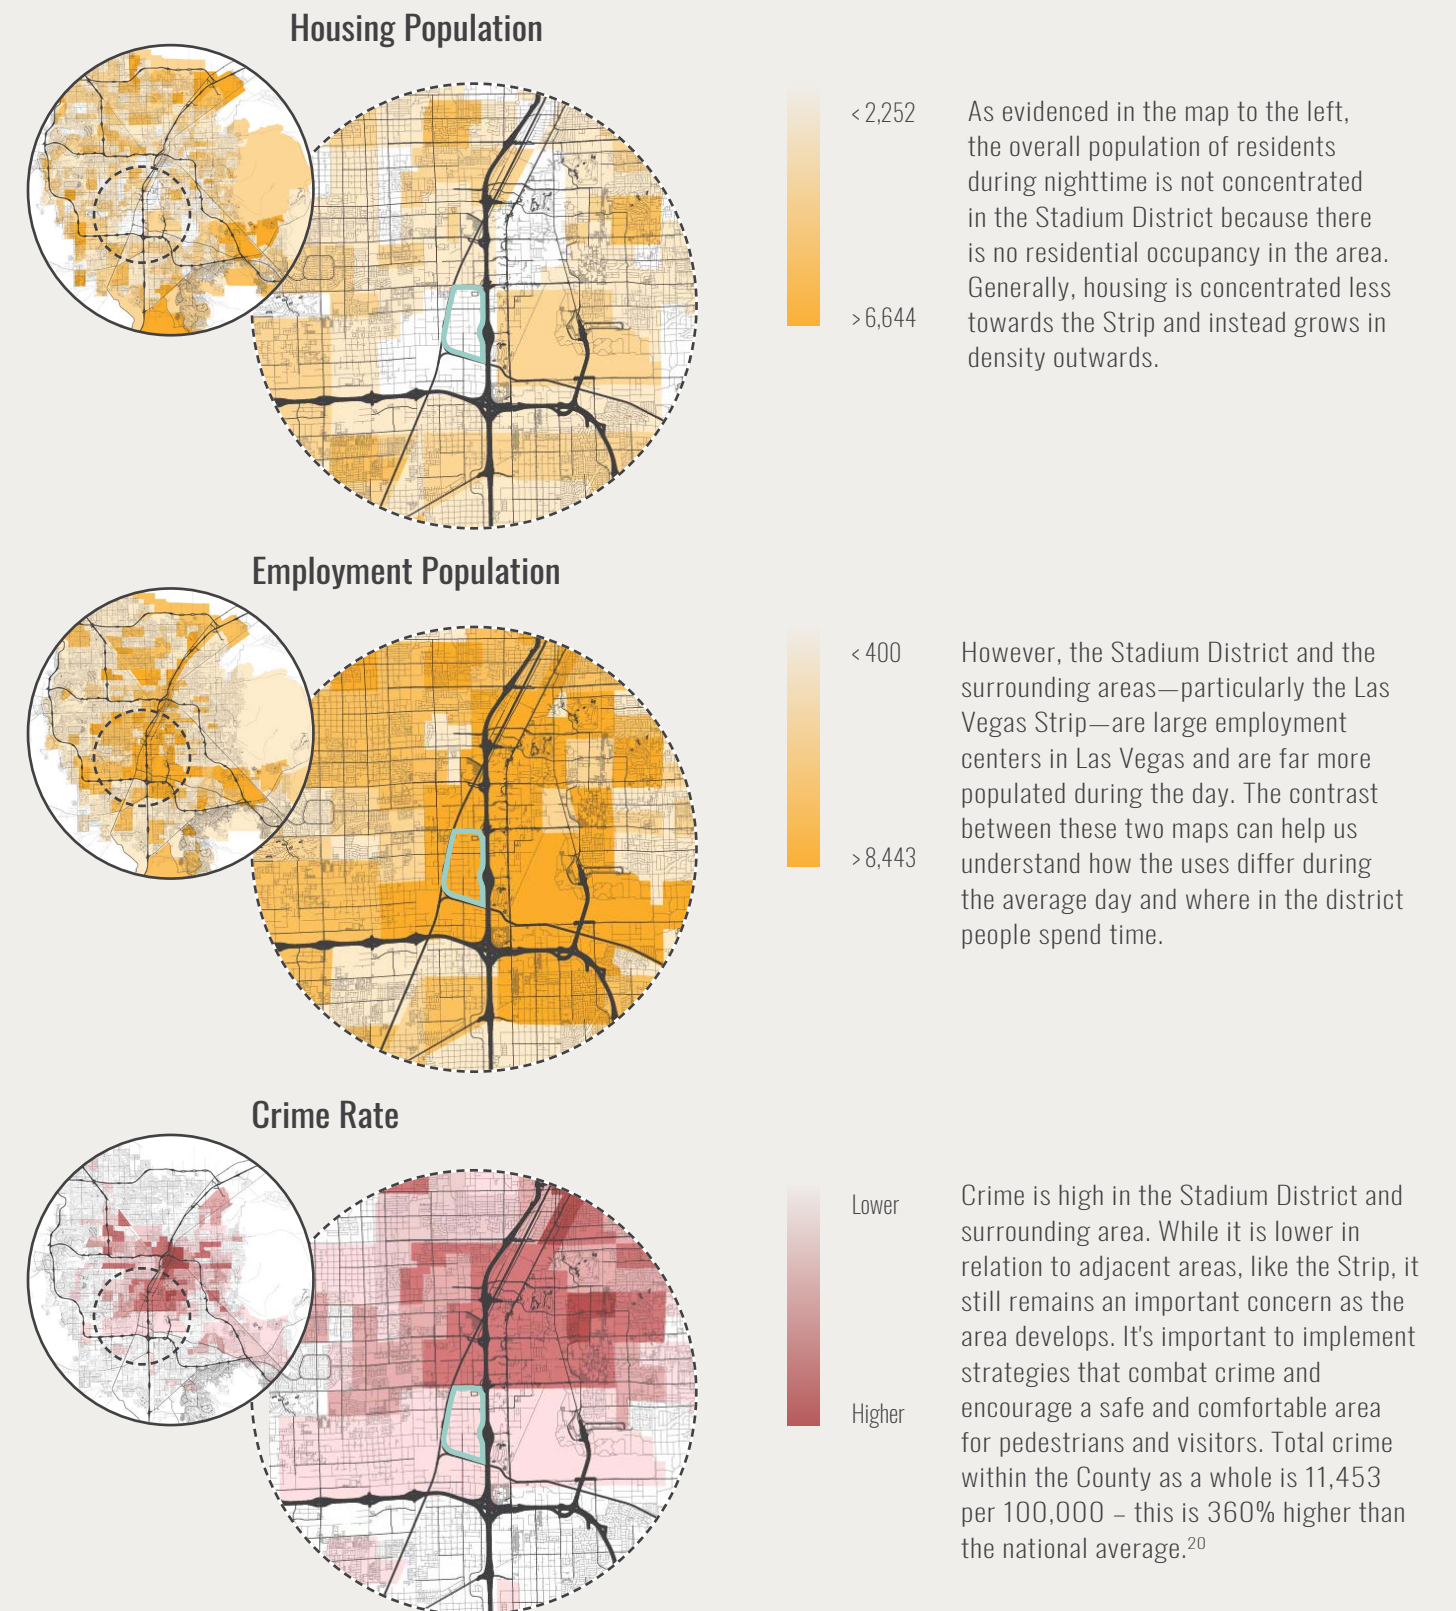 Housing Population
< 2,252
> 6,644
As evidenced in the map to the left,
the overall population of residents
during nighttime is not concentrated
in the Stadium District because there
is no residential occupancy in the area.
Generally, housing is concentrated less
towards the Strip and instead grows in
density outwards.
Employment Population
< 400
> 8,443
However, the Stadium District and the
surrounding areas—particularly the Las
Vegas Strip—are large employment
centers in Las Vegas and are far more
populated during the day. The contrast
between these two maps can help us
understand how the uses differ during
the average day and where in the district
people spend time.
Crime Rate
Lower
Higher
Crime is high in the Stadium District and
surrounding area. While it is lower in
relation to adjacent areas, like the Strip, it
still remains an important concern as the
area develops. It's important to implement
strategies that combat crime and
encourage a safe and comfortable area
for pedestrians and visitors. Total crime
within the County as a whole is 11,453
per 100,000 – this is 360% higher than
the national average.20